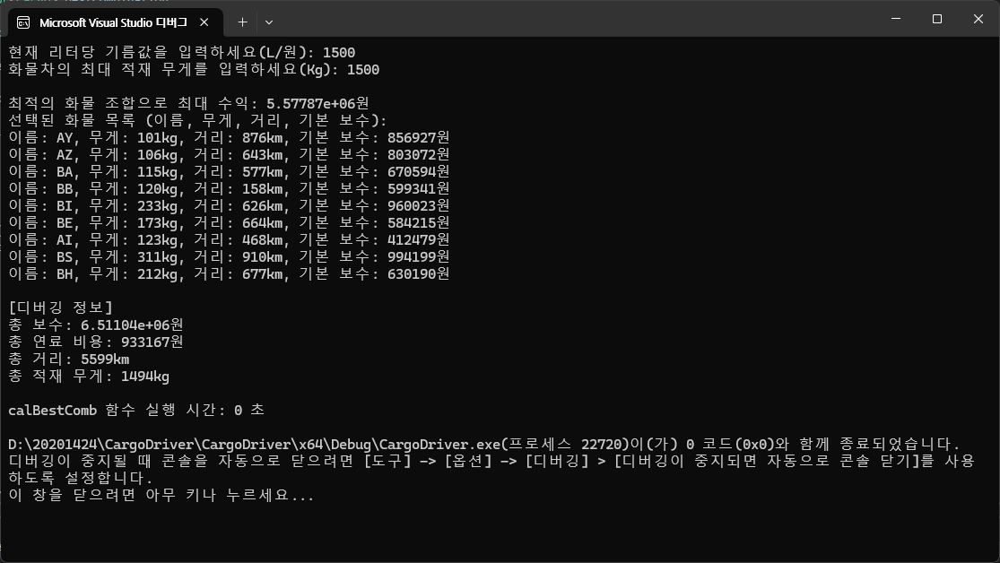 Microsoft Visual Studio 디버그
현재 리터당 기름값을 입력하세요(L/원): 1500
화물차의 최대 적재 무게를 입력하세요(Kg): 1500
최적의 화물 조합으로 최대 수익: 5.57787e+06원
선택된 화물 목록 (이름, 무게, 거리, 기본 보수):
이름: AY, 무게: 101kg, 거리: 876km, 기본 보수: 856927원
이름: AZ, 무게: 106kg, 거리: 643km, 기본 보수: 803072원
이름: BA, 무게: 115kg, 거리: 577km, 기본 보수: 670594원
이름: BB, 무게: 120kg, 거리: 158km, 기본 보수: 599341원
이름: BI, 무게: 233kg, 거리: 626km, 기본 보수: 960023원
이름: BE, 무게: 173kg, 거리: 664km, 기본 보수: 584215원
이름: AI, 무게: 123kg, 거리: 468km, 기본 보수: 412479원
이름: BS, 무게: 311kg, 거리: 910km, 기본 보수: 994199원
이름: BH, 무게: 212kg, 거리: 677km, 기본 보수: 630190원
[디버깅 정보]
총 보수: 6.51104e+06원
총 연료 비용: 933167원
총 거리: 5599km
총 적재 무게: 1494kg
calBestComb 함수 실행 시간: 0 초
D:\20201424\CargoDriver\CargoDriver\x64\Debug\CargoDriver.exe(프로세스 22720)이(가) 0 코드(0x0)와 함께 종료되었습니다.
디버깅이 중지될 때 콘솔을 자동으로 닫으려면 [도구] -> [옵션] -> [디버깅] > [디버깅이 중지되면 자동으로 콘솔 닫기]를 사용
하도록 설정합니다.
이 창을 닫으려면 아무 키나 누르세요...